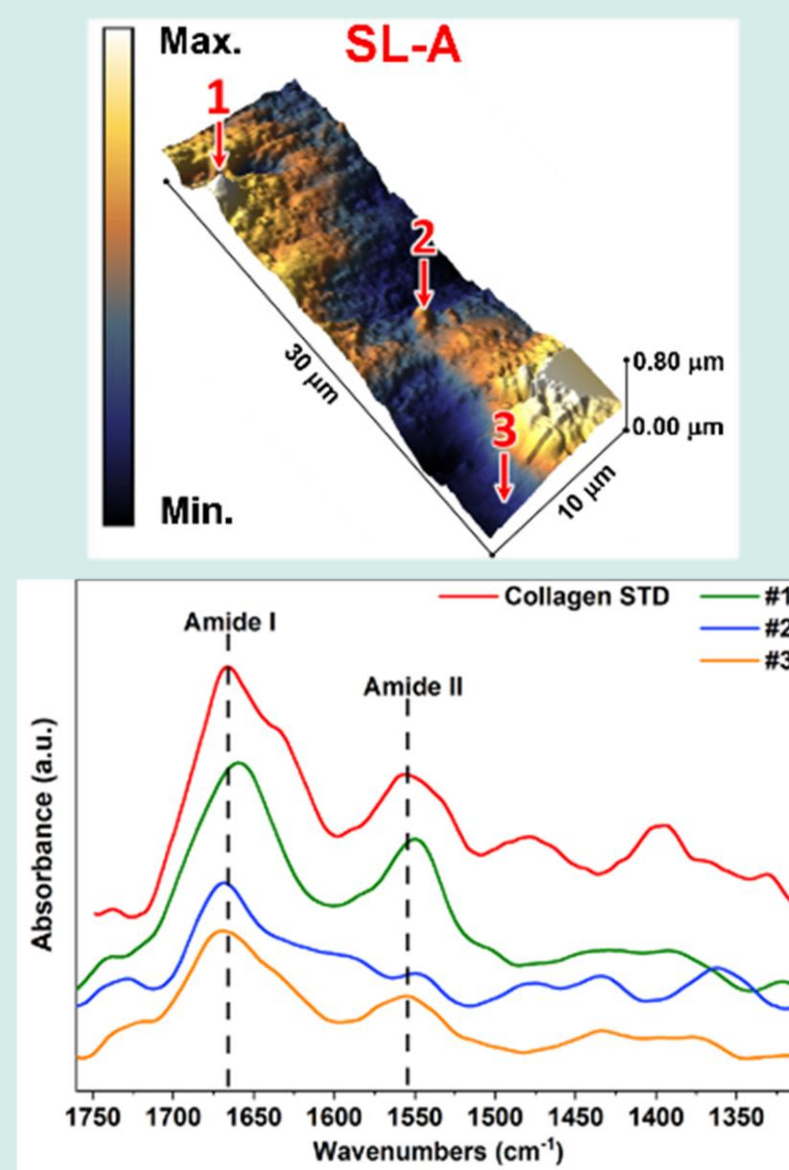 Max.
SL-A
1
2
30 μm
0.80 μm
0.00 μm
3
10 μm
Min.
Collagen STD
#1
#2
#3
Amide I
Amide II
Absorbance (a.u.)
1750 1700 1650 1600 1550 1500 1450 1400 1350
Wavenumbers (cm⁻¹)